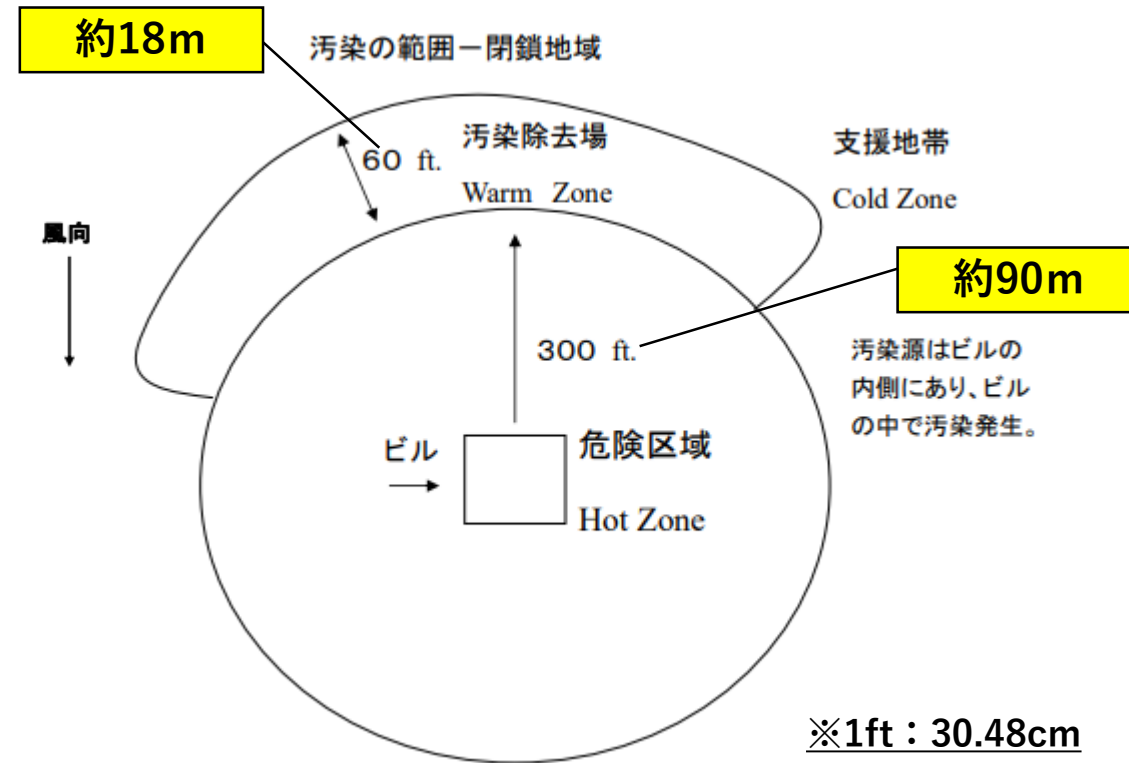 約18m
汚染の範囲－閉鎖地域
汚染除去場
60 ft.
Warm Zone
支援地帯
Cold Zone
風向
約90m
300 ft.
汚染源はビルの
内側にあり、ビル
の中で汚染発生。
ビル
危険区域
Hot Zone
※1ft：30.48cm